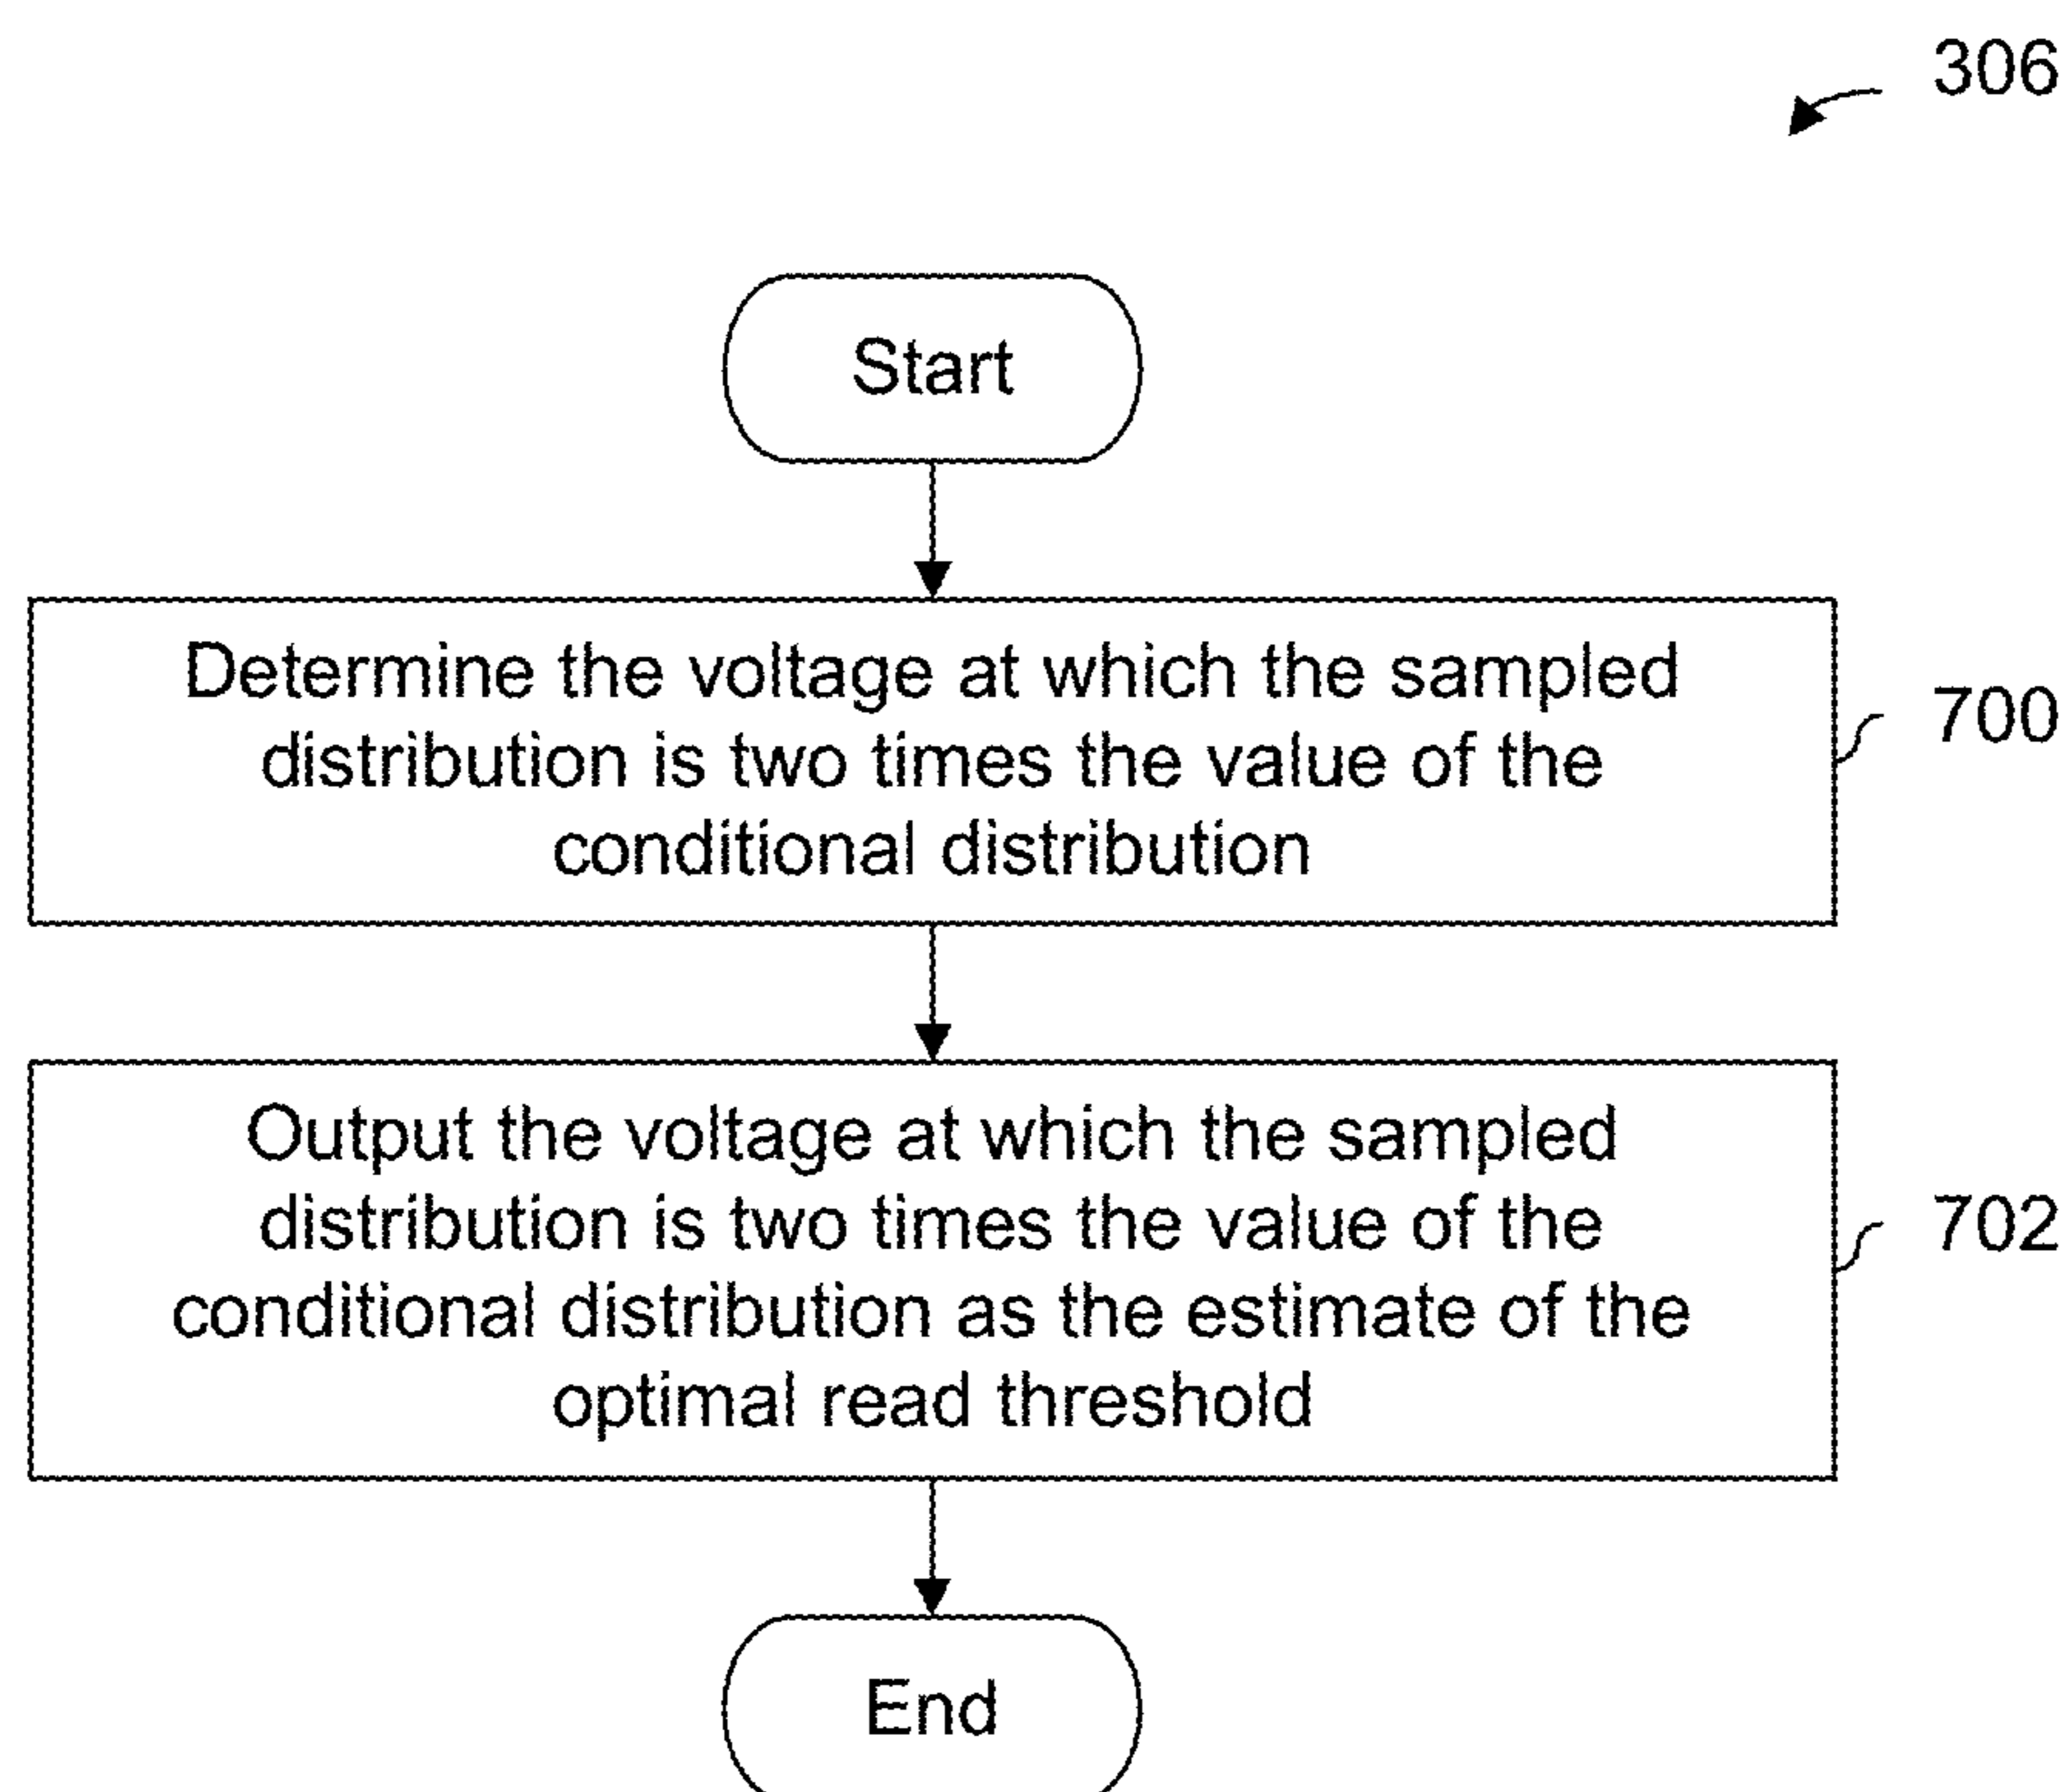 306
Start
Determine the voltage at which the sampled
distribution is two times the value of the
conditional distribution
700
Output the voltage at which the sampled
distribution is two times the value of the
conditional distribution as the estimate of the
optimal read threshold
702
End